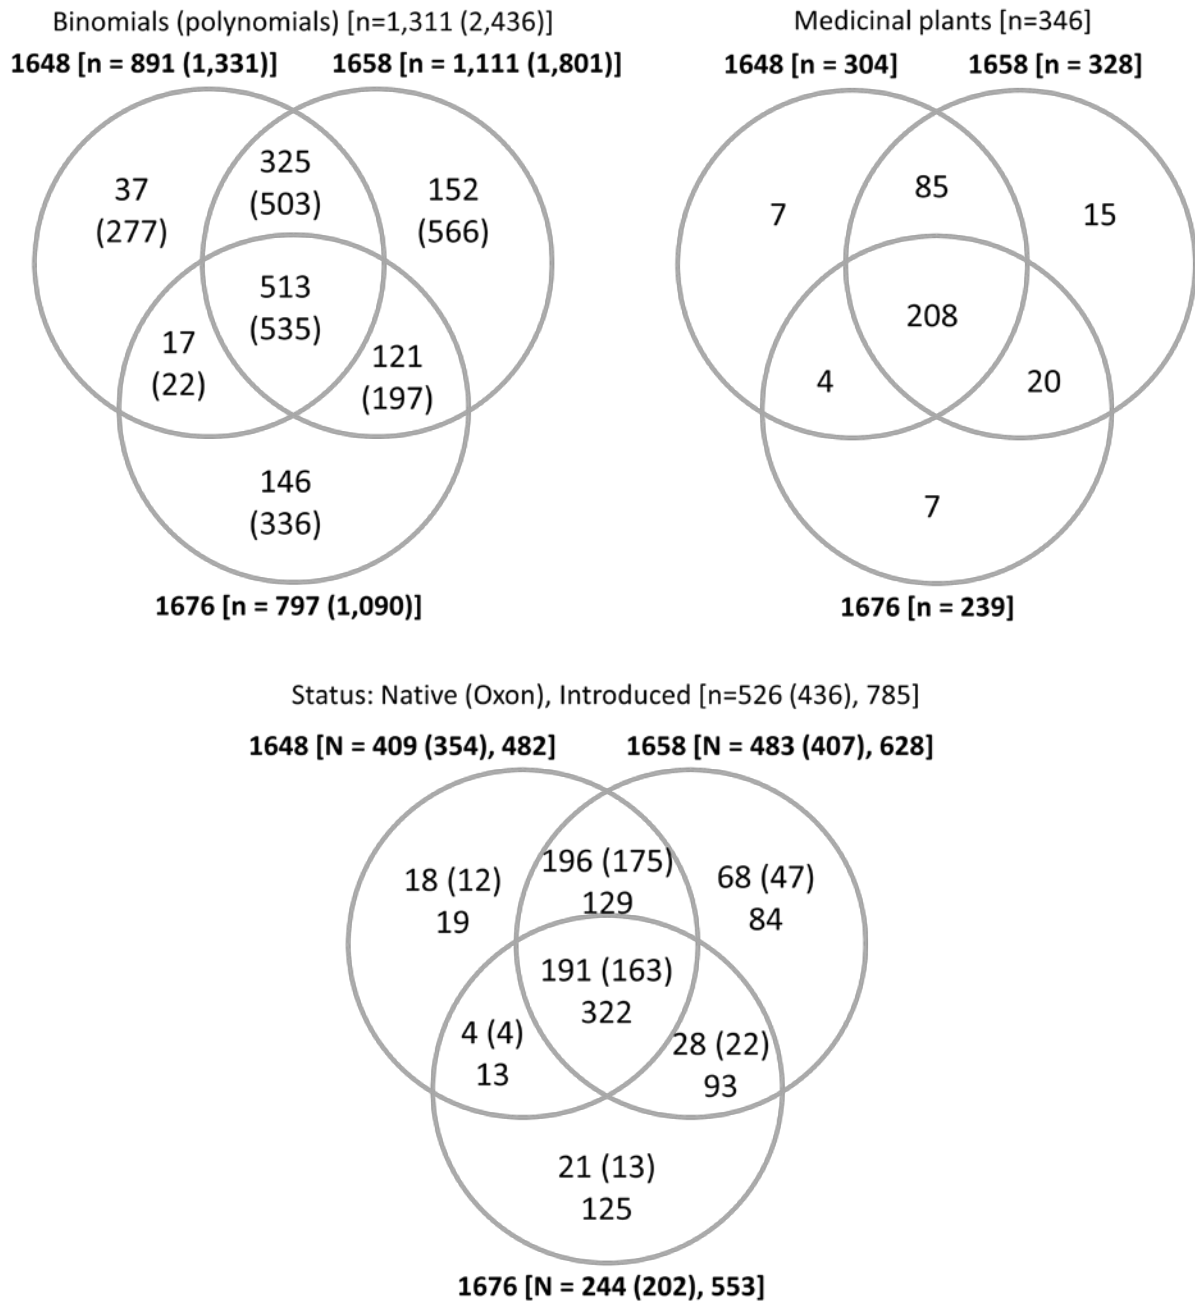 Binomials (polynomials) [n=1,311 (2,436)]
1648 [n = 891 (1,331)]
1658 [n = 1,111 (1,801)]
325
(503)
37
(277)
152
(566)
513
(535)
17
(22)
121
(197)
146
(336)
1676 [n = 797 (1,090)]
Medicinal plants [n=346]
1648 [n = 304]
1658 [n = 328]
85
7
15
208
4
20
7
1676 [n = 239]
Status: Native (Oxon), Introduced [n=526 (436), 785]
1648 [N = 409 (354), 482]
1658 [N = 483 (407), 628]
196 (175)
129
18 (12)
19
68 (47)
84
191 (163)
322
4 (4)
13
28 (22)
93
21 (13)
125
1676 [N = 244 (202), 553]